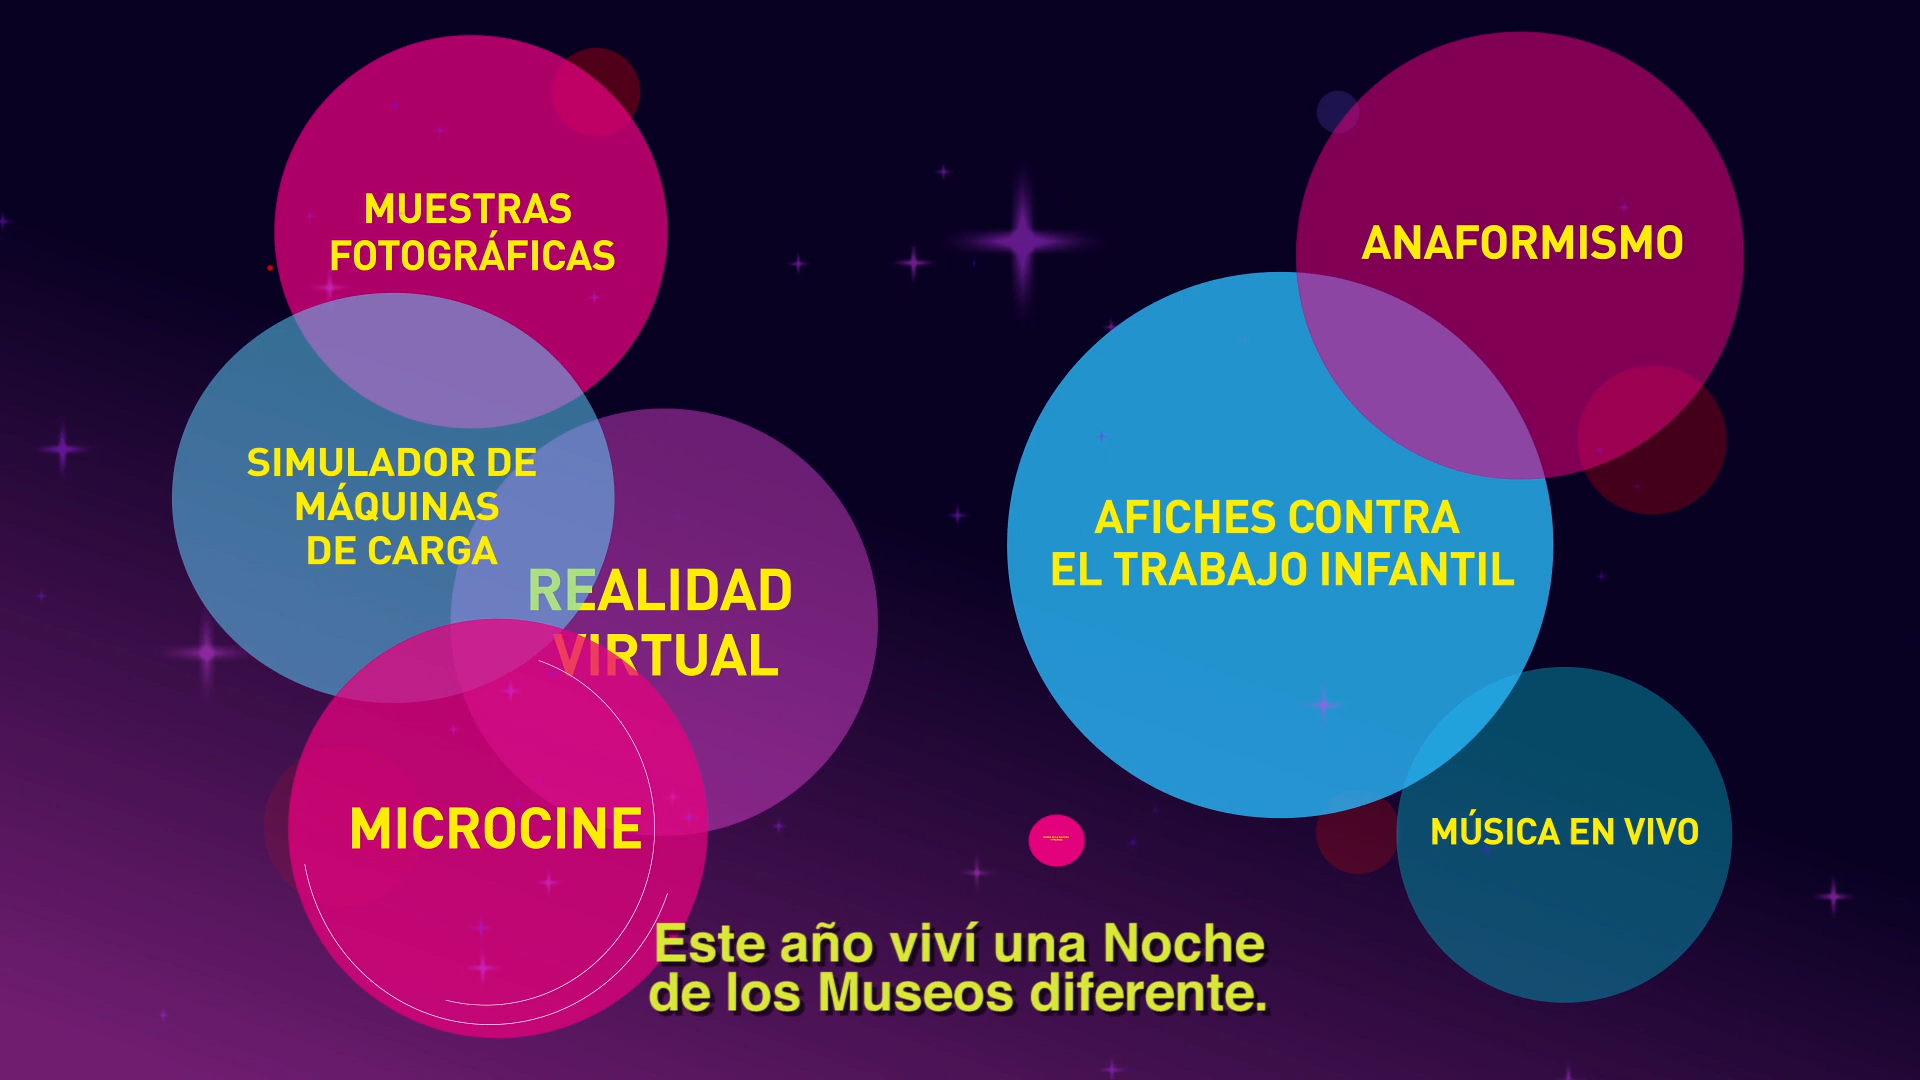 MUESTRAS
FOTOGRÁFICAS
SIMULADOR DE
MÁQUINAS
DE CARGA
REALIDAD
VIRTUAL
MICROCINE
ANAFORMISMO
AFICHES CONTRA
EL TRABAJO INFANTIL
MÚSICA EN VIVO
Este año viví una Noche
de los Museos diferente.